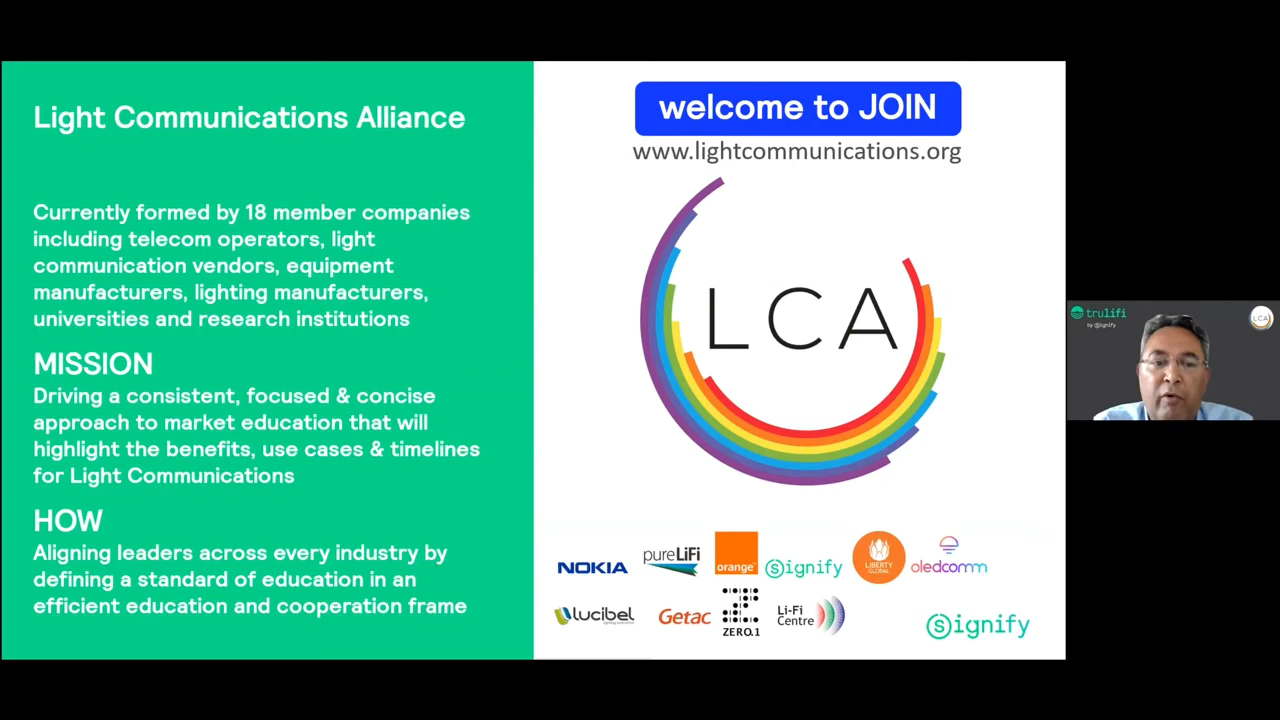 Light Communications Alliance
Currently formed by 18 member companies
including telecom operators, light
communication vendors, equipment
manufacturers, lighting manufacturers,
universities and research institutions
MISSION
Driving a consistent, focused & concise
approach to market education that will
highlight the benefits, use cases & timelines
for Light Communications
HOW
Aligning leaders across every industry by
defining a standard of education in an
efficient education and cooperation frame
welcome to JOIN
www.lightcommunications.org
LCA
NOKIA
pureLiFi
orange
Signify
LIBERTY
GLOBAL
oledcomm
lucibel
Getac
ZERO.1
Li-Fi
Centre
Signify
trulifi
by Signify
LCA